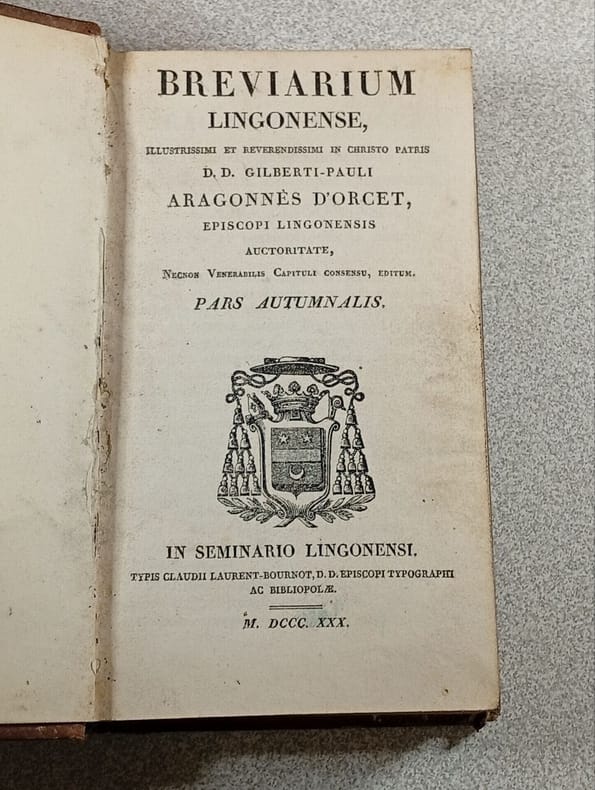 BREVIARIUM
LINGONENSE,
ILLUSTRISSIMI ET REVERENDISSIMI IN CHRISTO PATRIS
D. D. GILBERTI-PAULI
ARAGONNÈS D'ORCET,
EPISCOPI LINGONENSIS
AUCTORITATE,
NECNON VENERABILIS CAPITULI CONSENSU, EDITUM.
PARS AUTUMNALIS.
IN SEMINARIO LINGONENSI.
TYPIS CLAUDII LAURENT-BOURNOT, D. D. EPISCOPI TYPOGRAPHI
AC BIBLIOPOLÆ.
M. DCCC. XXX.